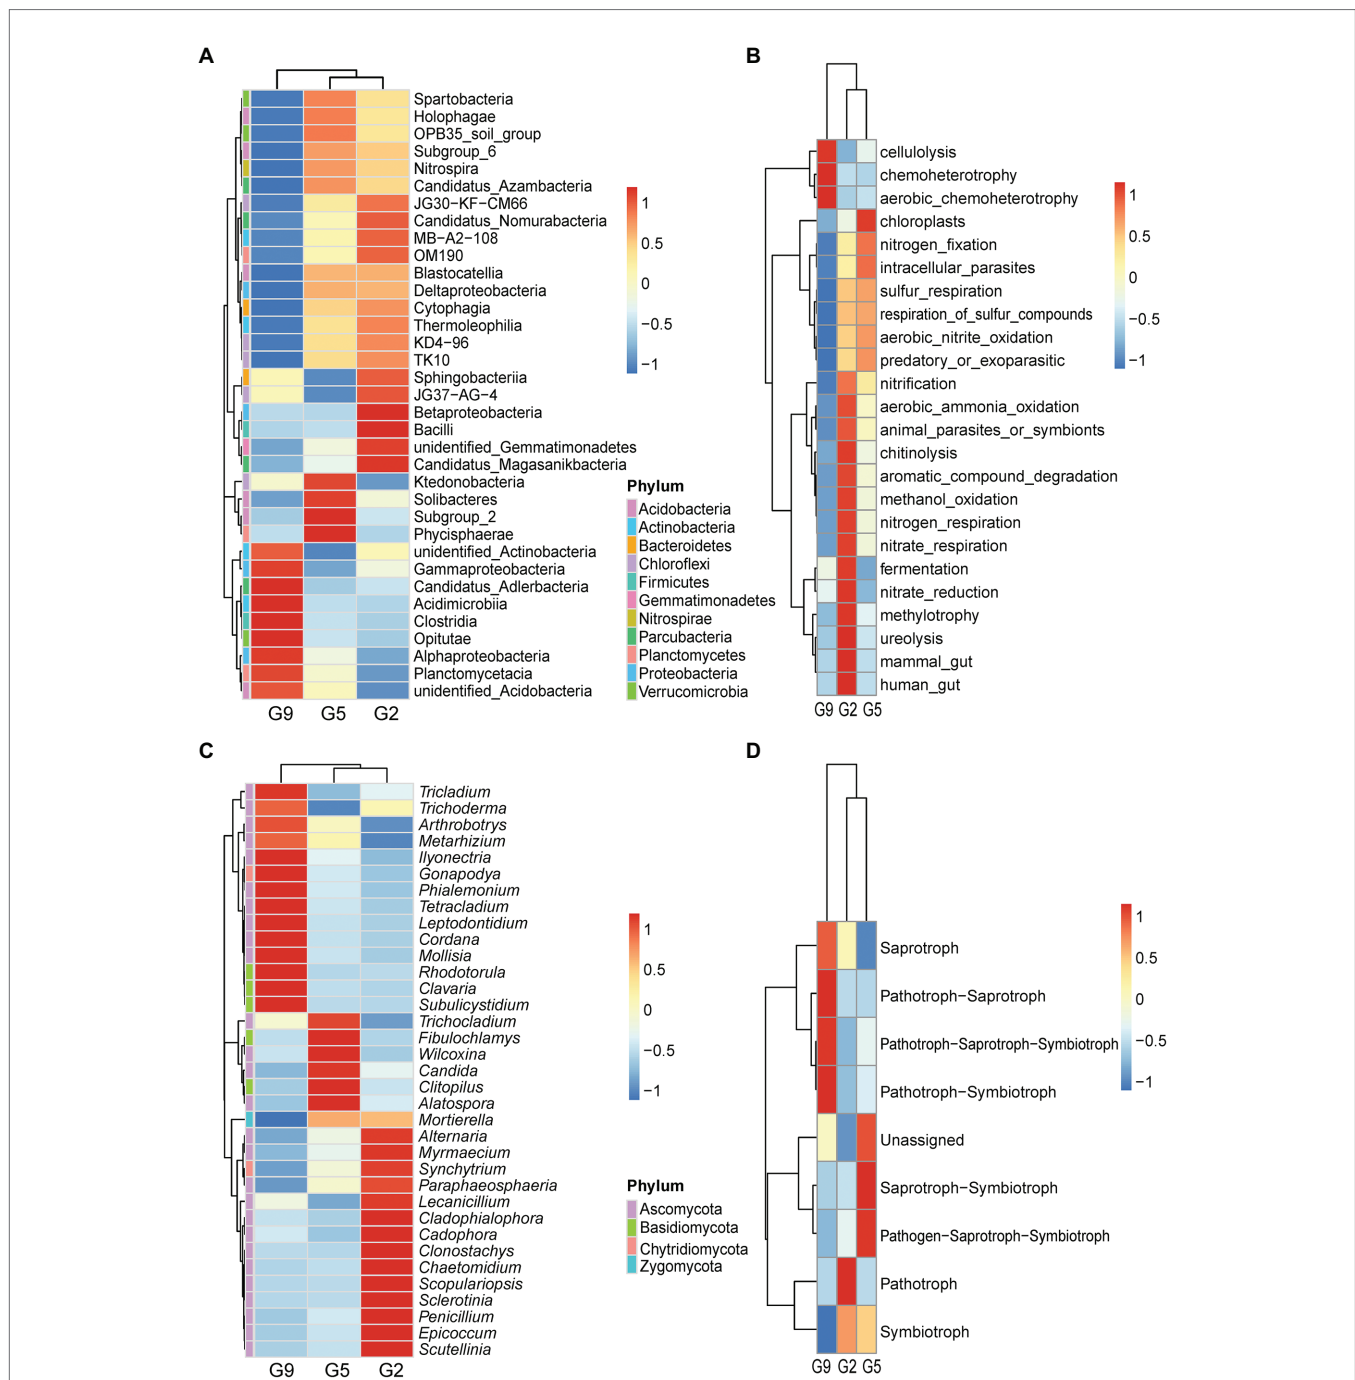 A
Spartobacteria
Holophagae
OPB35_soil_group
Subgroup_6
Nitrospira
Candidatus_Azambacteria
JG30−KF−CM66
Candidatus_Nomurabacteria
MB−A2−108
OM190
Blastocatellia
Deltaproteobacteria
Cytophagia
Thermoleophilia
KD4−96
TK10
Sphingobacteriia
JG37−AG−4
Betaproteobacteria
Bacilli
unidentified_Gemmatimonadetes
Candidatus_Magasanikbacteria
Ktedonobacteria
Solibacteres
Subgroup_2
Phycisphaerae
unidentified_Actinobacteria
Gammaproteobacteria
Candidatus_Adlerbacteria
Acidimicrobiia
Clostridia
Opitutae
Alphaproteobacteria
Planctomycetacia
unidentified_Acidobacteria
G9 G5 G2
1
0.5
0
−0.5
−1
Phylum
Acidobacteria
Actinobacteria
Bacteroidetes
Chloroflexi
Firmicutes
Gemmatimonadetes
Nitrospirae
Parcubacteria
Planctomycetes
Proteobacteria
Verrucomicrobia
B
cellulolysis
chemoheterotrophy
aerobic_chemoheterotrophy
chloroplasts
nitrogen_fixation
intracellular_parasites
sulfur_respiration
respiration_of_sulfur_compounds
aerobic_nitrite_oxidation
predatory_or_exoparasitic
nitrification
aerobic_ammonia_oxidation
animal_parasites_or_symbionts
chitinolysis
aromatic_compound_degradation
methanol_oxidation
nitrogen_respiration
nitrate_respiration
fermentation
nitrate_reduction
methylotrophy
ureolysis
mammal_gut
human_gut
G9 G2 G5
1
0.5
0
−0.5
−1
C
Tricladium
Trichoderma
Arthrobotrys
Metarhizium
Ilyonectria
Gonapodya
Phialemonium
Tetracladium
Leptodontidium
Cordana
Mollisia
Rhodotorula
Clavaria
Subulicystidium
Trichocladium
Fibulochlamys
Wilcoxina
Candida
Clitopilus
Alatospora
Mortierella
Alternaria
Myrmaecium
Synchytrium
Paraphaeosphaeria
Lecanicillium
Cladophialophora
Cadophora
Clonostachys
Chaetomidium
Scopulariopsis
Sclerotinia
Penicillium
Epicoccum
Scutellinia
G9 G5 G2
1
0.5
0
−0.5
−1
Phylum
Ascomycota
Basidiomycota
Chytridiomycota
Zygomycota
D
Saprotroph
Pathotroph−Saprotroph
Pathotroph−Saprotroph−Symbiotroph
Pathotroph−Symbiotroph
Unassigned
Saprotroph−Symbiotroph
Pathogen−Saprotroph−Symbiotroph
Pathotroph
Symbiotroph
G9 G2 G5
1
0.5
0
−0.5
−1